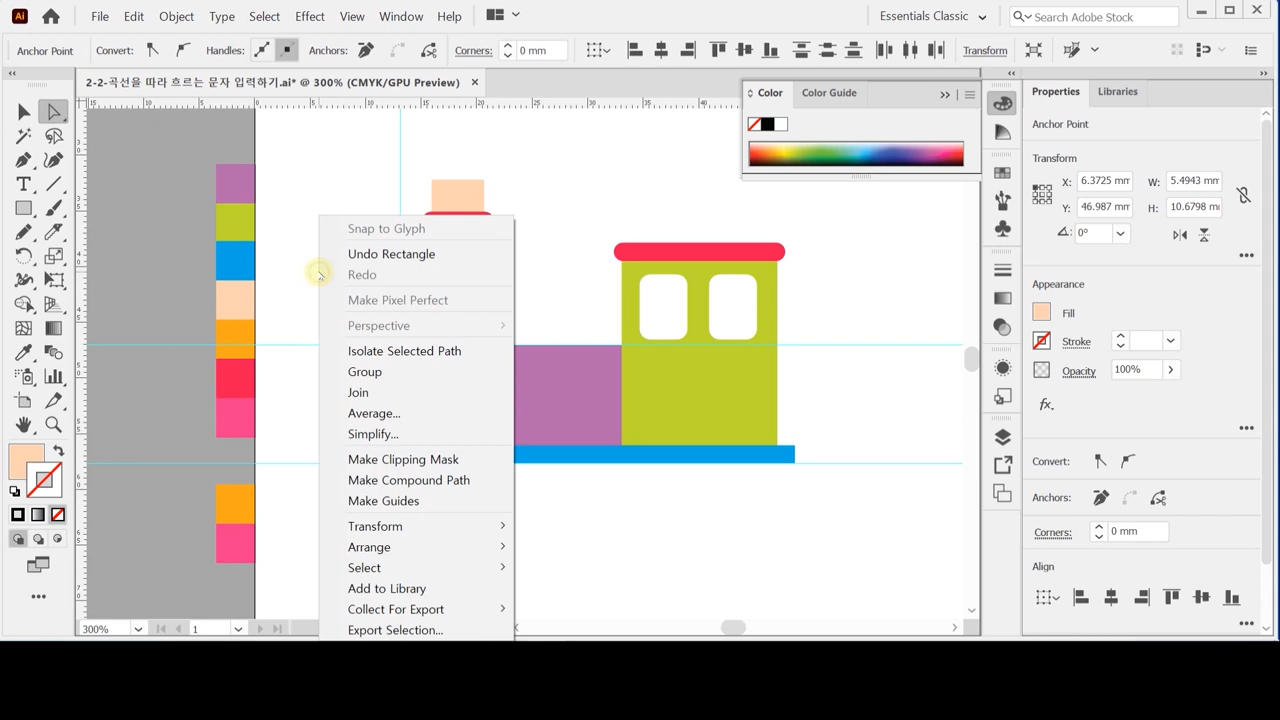 Ai File Edit Object Type Select Effect View Window Help Essentials Classic Search Adobe Stock
Anchor Point Convert: Handles: Anchors: Corners: 0 mm Transform
2-2-곡선을 따라 흐르는 문자 입력하기.ai* @ 300% (CMYK/GPU Preview)
Color Color Guide
Properties Libraries
Anchor Point
Transform
X: 6.3725 mm W: 5.4943 mm
Y: 46.987 mm H: 10.6798 m
0°
Appearance
Fill
Stroke
Opacity 100%
fx
Convert:
Anchors:
Corners: 0 mm
Align
Snap to Glyph
Undo Rectangle
Redo
Make Pixel Perfect
Perspective
Isolate Selected Path
Group
Join
Average...
Simplify...
Make Clipping Mask
Make Compound Path
Make Guides
Transform
Arrange
Select
Add to Library
Collect For Export
Export Selection...
300% 1